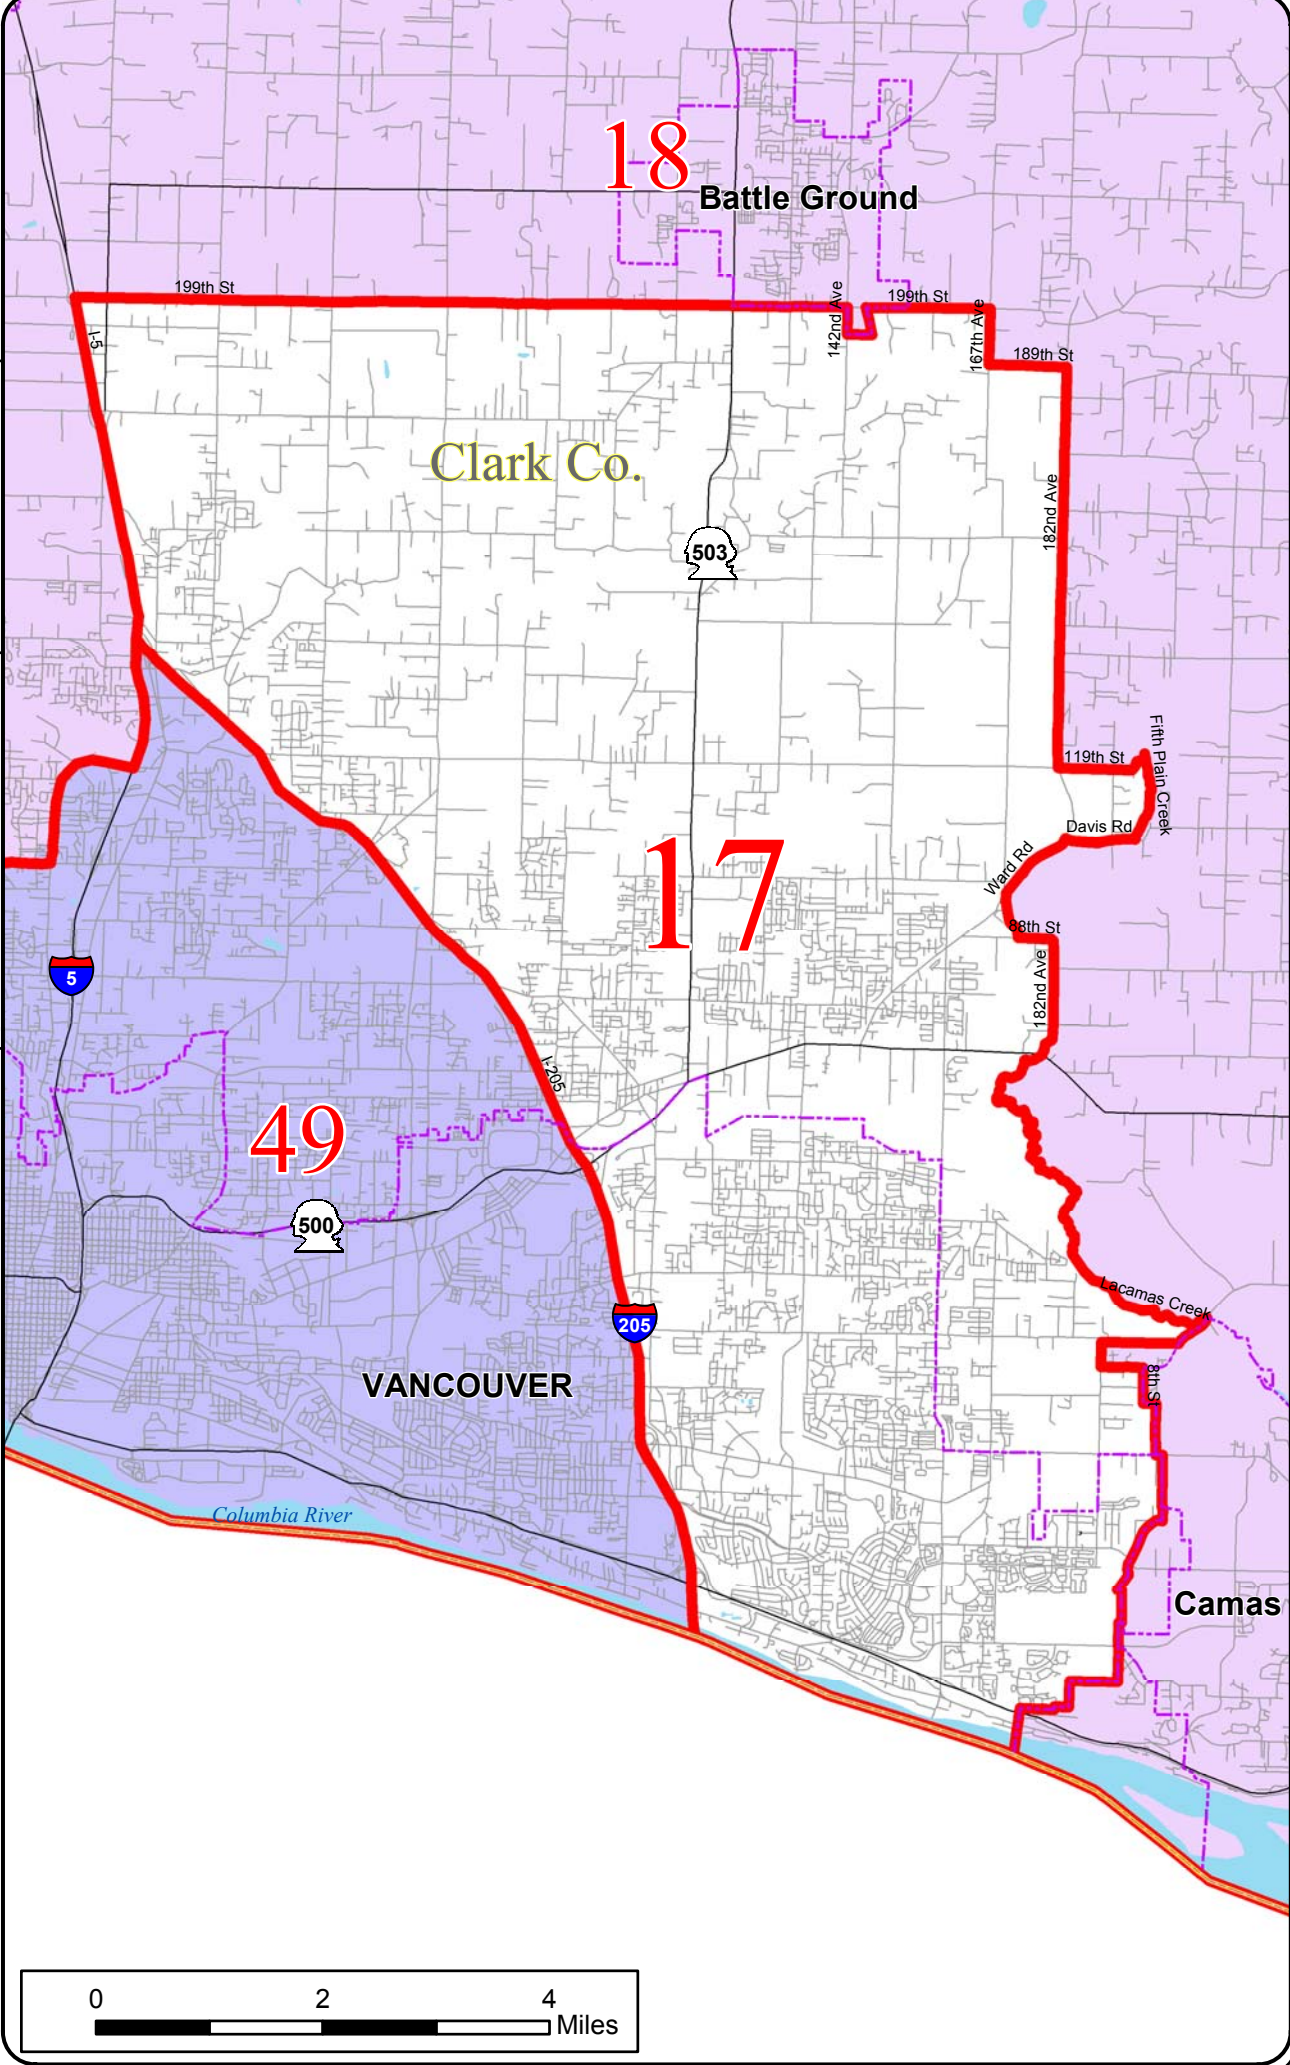 18
Battle Ground
199th St
142nd Ave
199th St
167th Ave
I-5
189th St
Clark Co.
182nd Ave
503
Fifth Plain Creek
119th St
Davis Rd
17
Ward Rd
88th St
5
182nd Ave
I-205
49
500
Lacamas Creek
205
8th St
VANCOUVER
Columbia River
Camas
0 2 4
Miles